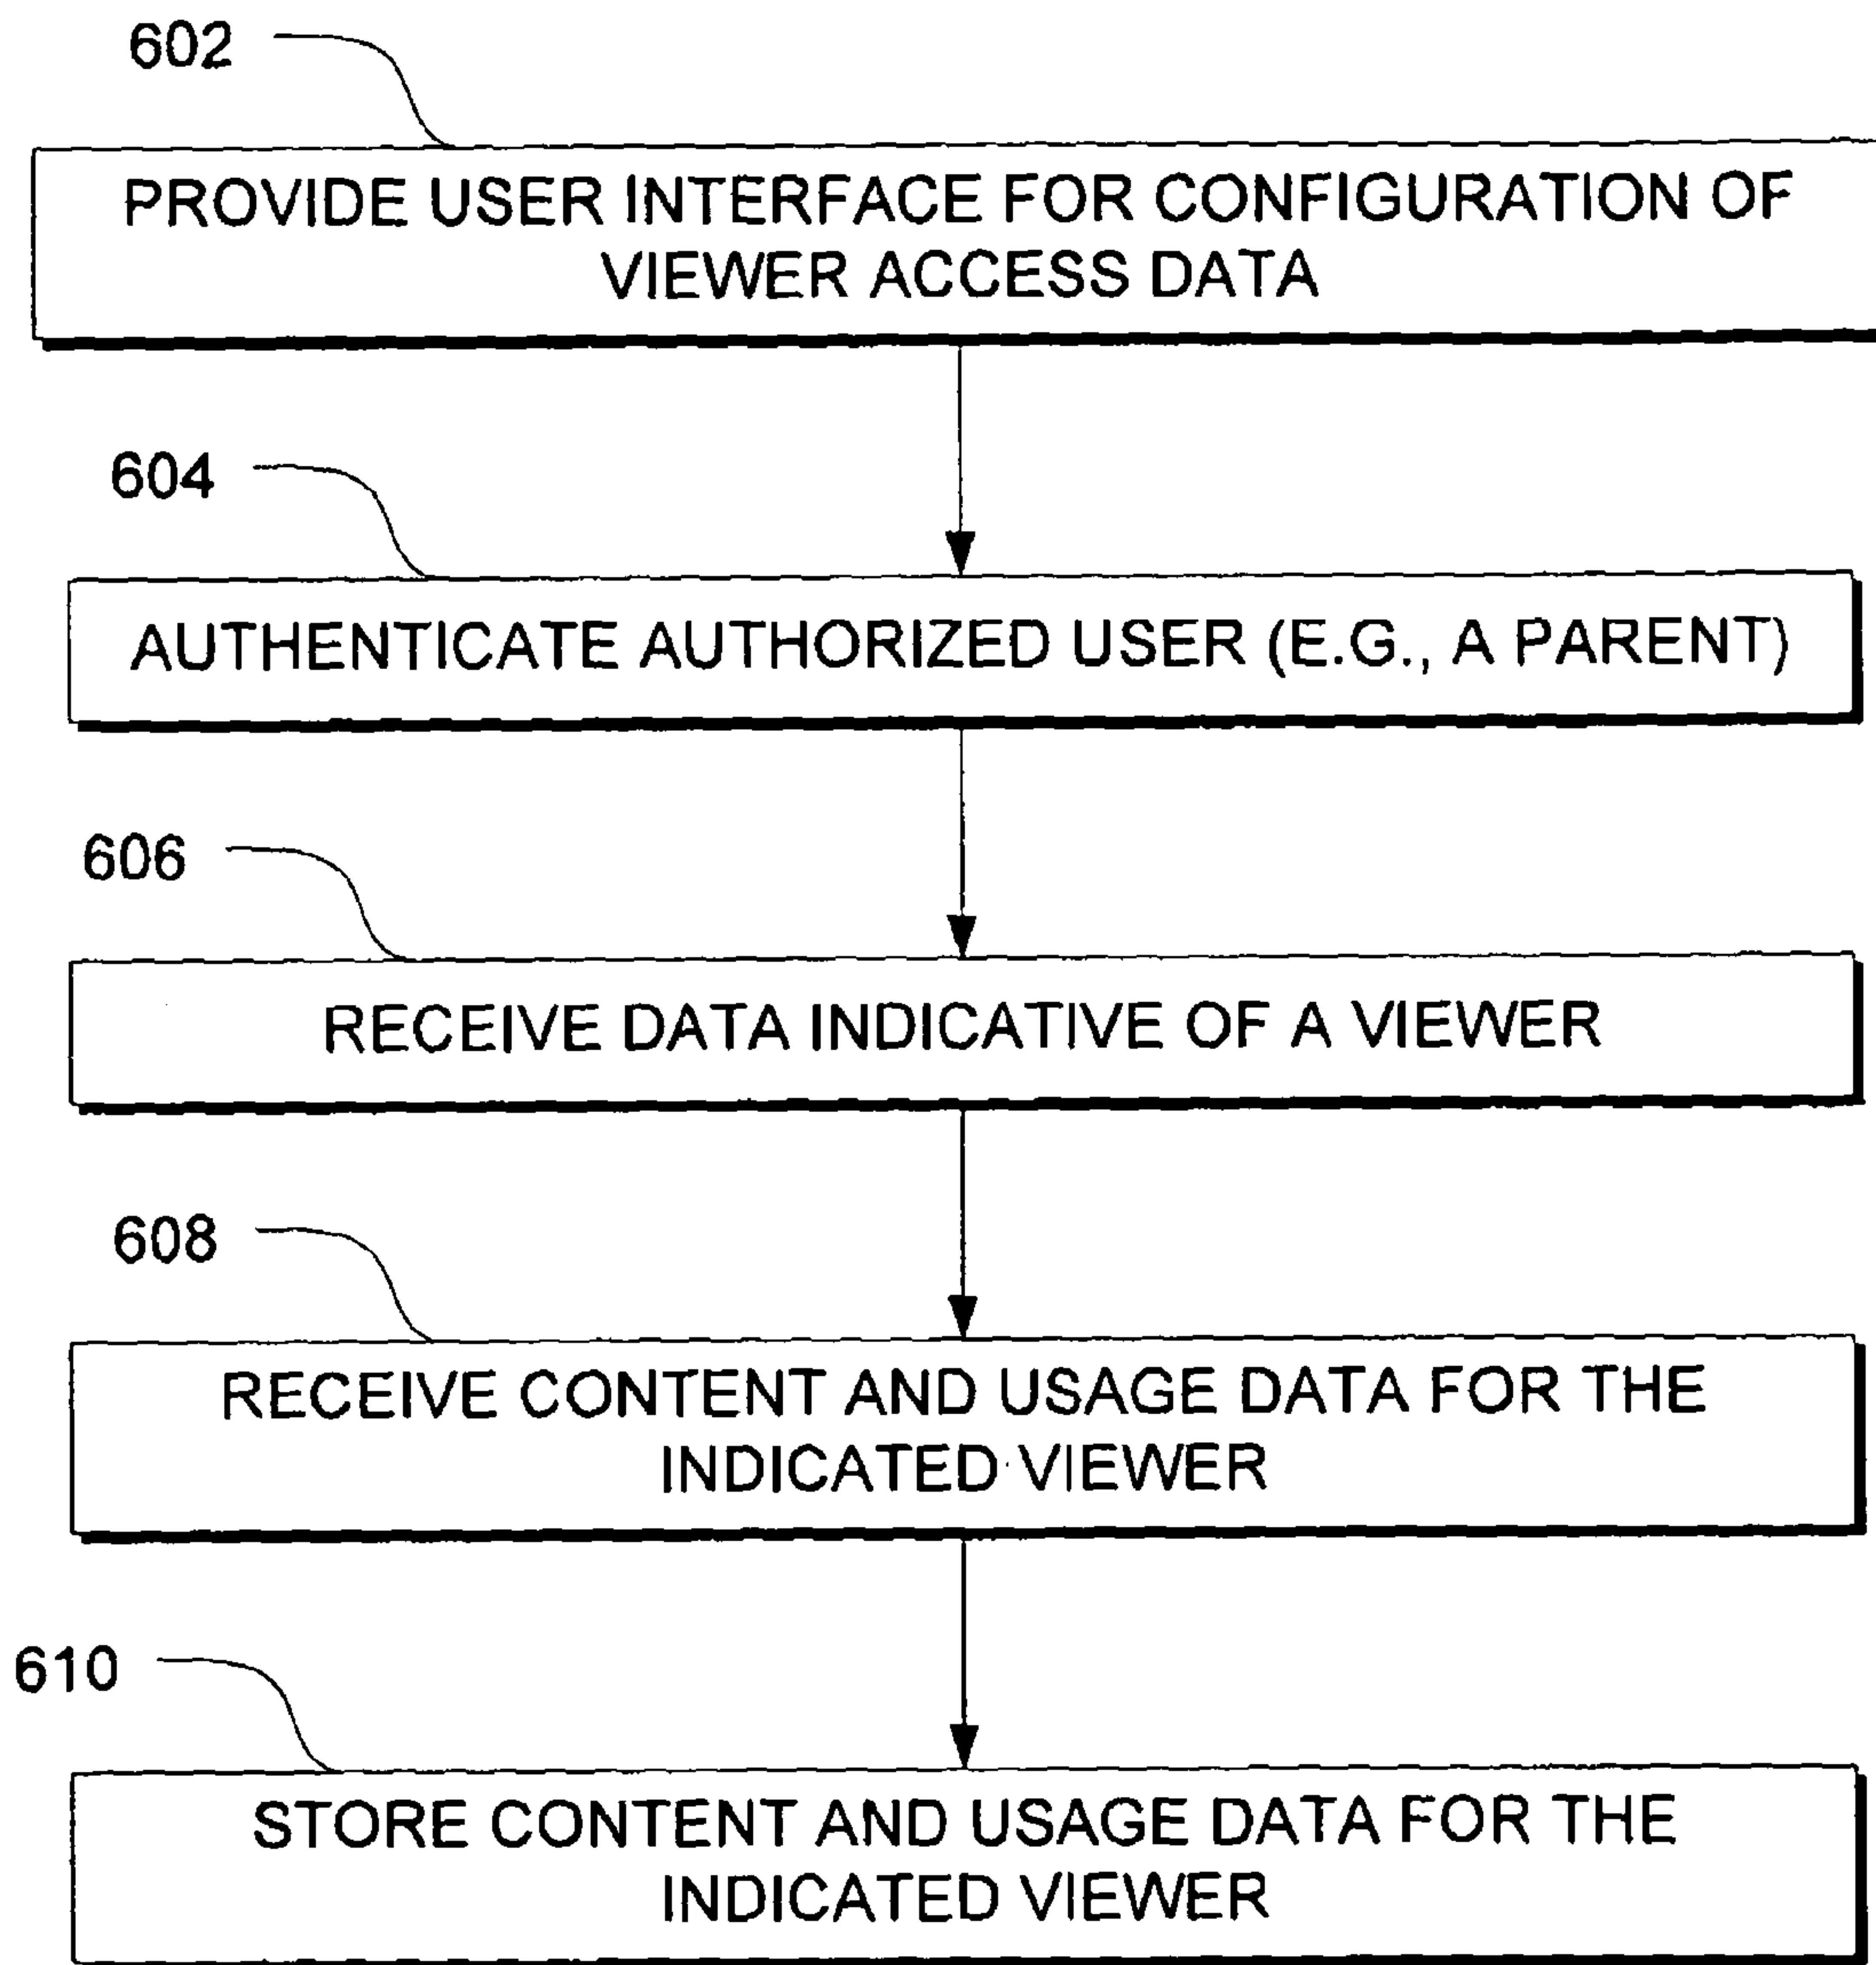 602
PROVIDE USER INTERFACE FOR CONFIGURATION OF
VIEWER ACCESS DATA
604
AUTHENTICATE AUTHORIZED USER (E.G., A PARENT)
606
RECEIVE DATA INDICATIVE OF A VIEWER
608
RECEIVE CONTENT AND USAGE DATA FOR THE
INDICATED VIEWER
610
STORE CONTENT AND USAGE DATA FOR THE
INDICATED VIEWER